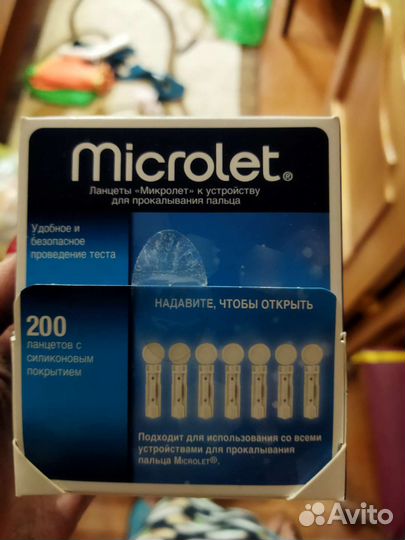 Microlet®
Ланцеты «Микролет» к устройству
для прокалывания пальца
Удобное и
безопасное
проведение теста
НАДАВИТЕ, ЧТОБЫ ОТКРЫТЬ
200
ланцетов с
силиконовым
покрытием
Подходит для использования со всеми
устройствами для прокалывания
пальца MICROLET®.
Avito